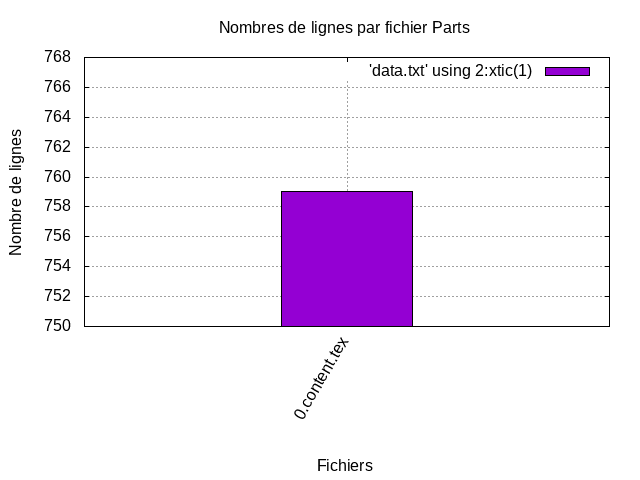 Nombres de lignes par fichier Parts
768
766
764
762
760
758
756
754
752
750
Nombre de lignes
'data.txt' using 2:xtic(1)
0.content.tex
Fichiers